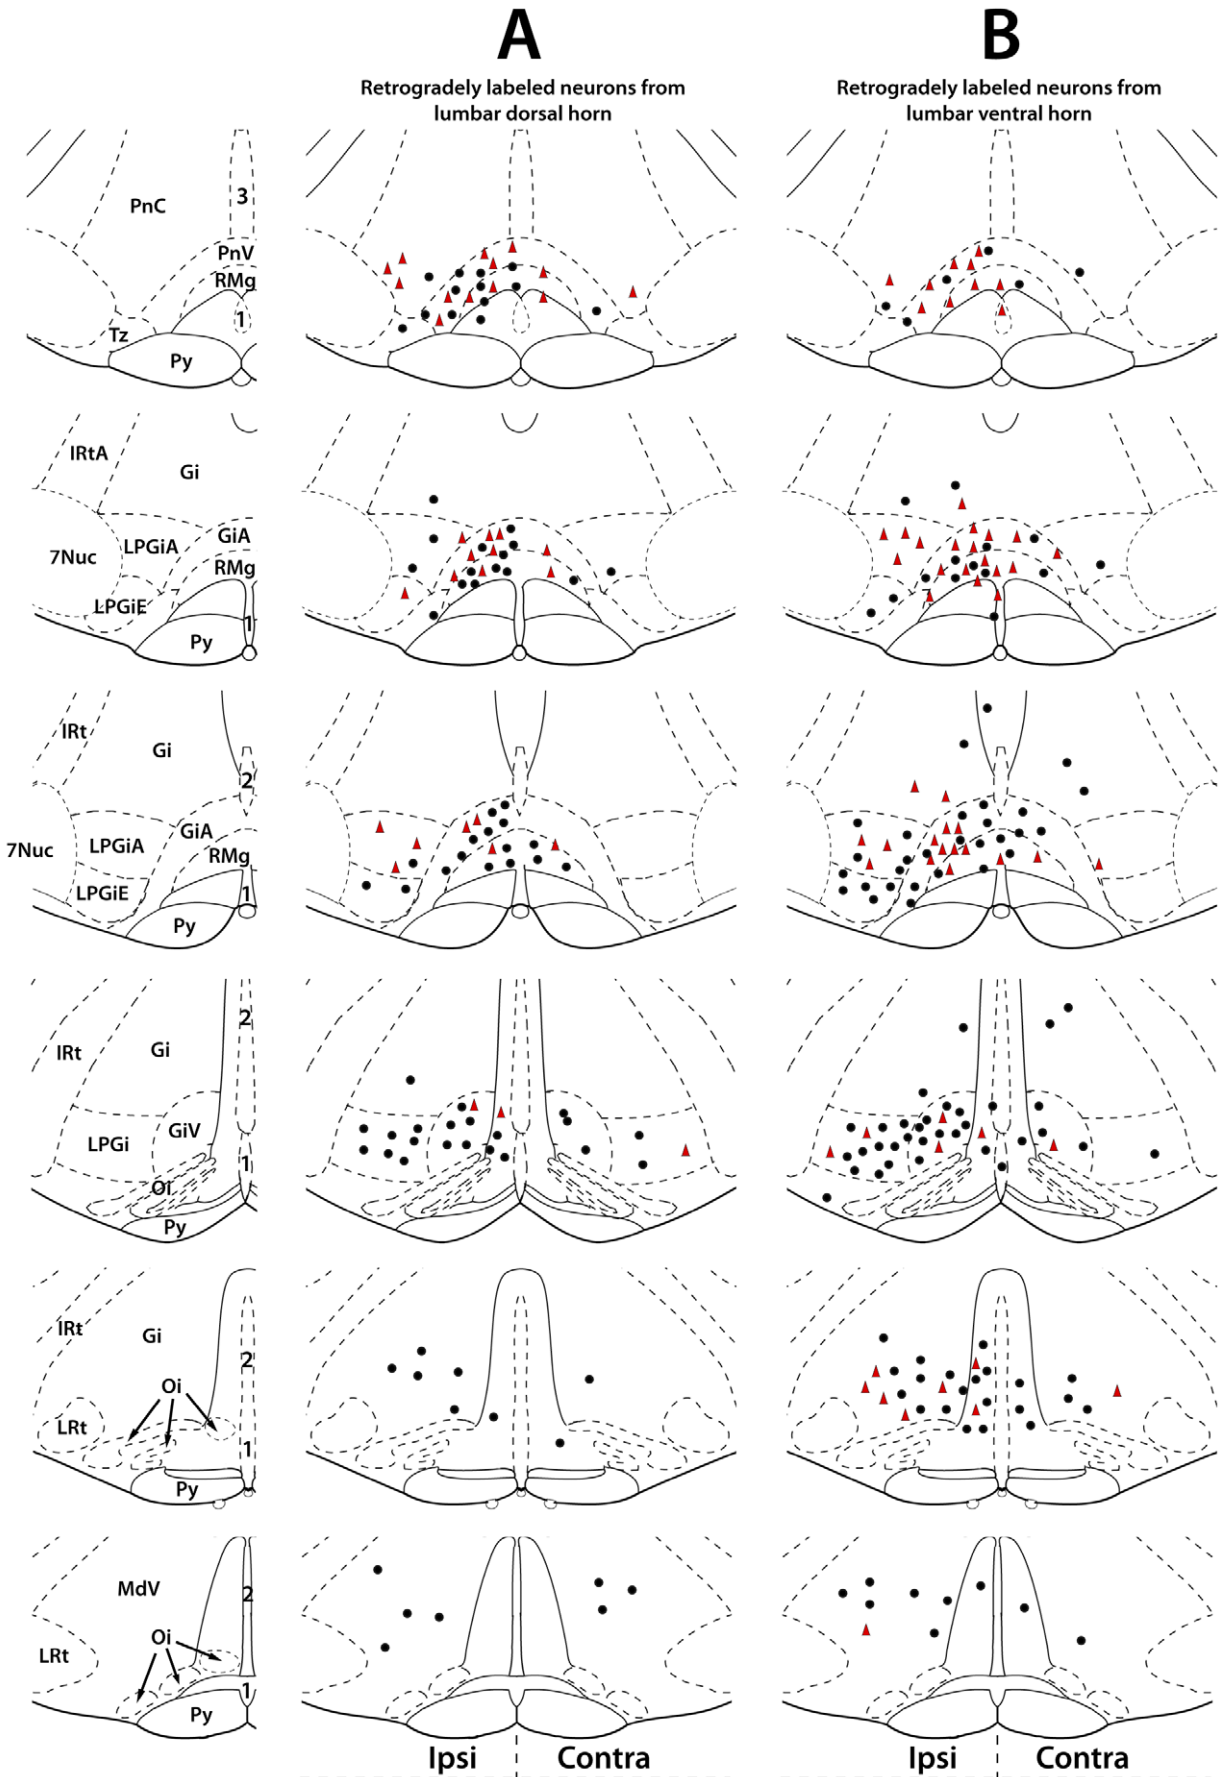 A
B
Retrogradely labeled neurons from
lumbar dorsal horn
Retrogradely labeled neurons from
lumbar ventral horn
PnC
3
PnV
RMg
1
Tz
Py
IRtA
Gi
7Nuc
LPGiA
GiA
RMg
LPGiE
1
Py
IRt
Gi
2
GiA
7Nuc
LPGiA
RMg
LPGiE
1
Py
2
IRt
Gi
GiV
LPGi
1
Oi
Py
IRt
Gi
2
Oi
LRt
1
Py
MdV
2
Oi
LRt
1
Py
Ipsi
Contra
Ipsi
Contra